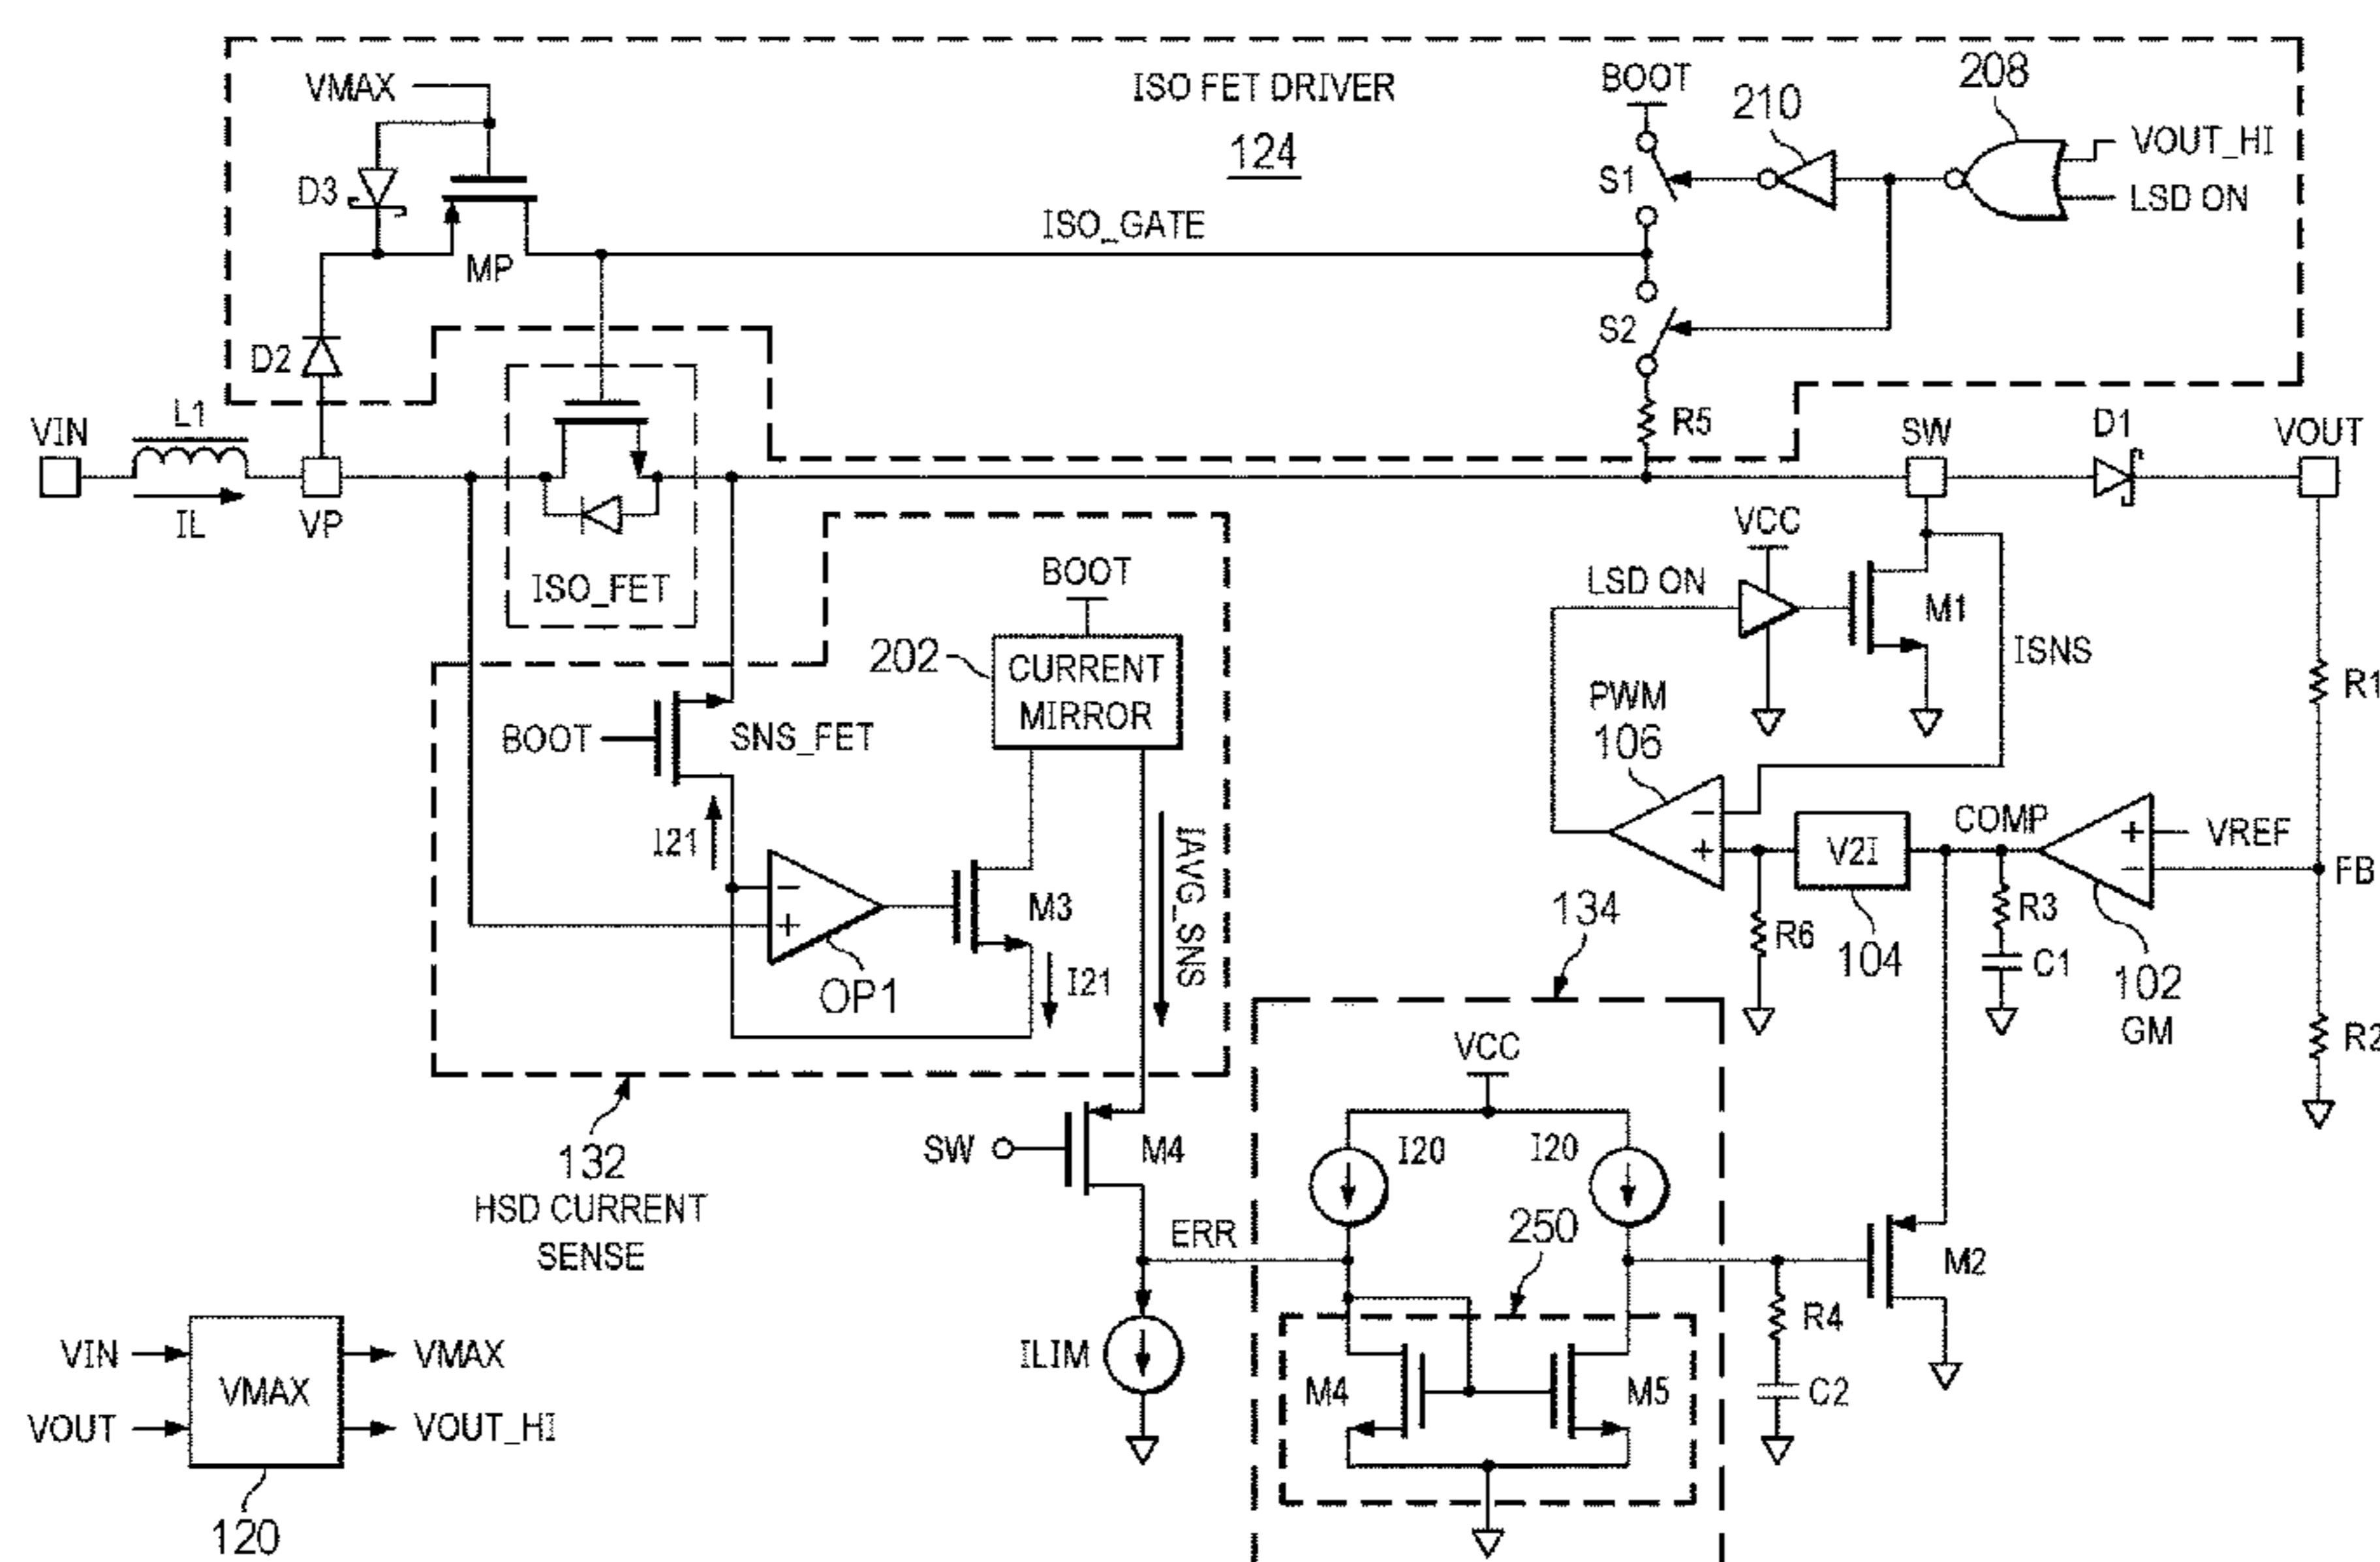 VMAX
ISO FET DRIVER
124
BOOT
210
208
VOUT_HI
LSD ON
S1
D3
MP
ISO_GATE
S2
D2
R5
VIN
L1
IL
VP
SW
D1
VOUT
ISO_FET
BOOT
202
CURRENT
MIRROR
VCC
LSD ON
M1
ISNS
R1
BOOT
SNS_FET
PWM
106
I21
IAVG_SNS
V2I
COMP
VREF
FB
M3
OP1
I21
134
R6
104
R3
C1
102
GM
R2
132
HSD CURRENT
SENSE
SW
M4
VCC
I20
I20
ERR
250
M2
ILIM
M4
M5
R4
C2
VIN
VOUT
VMAX
VMAX
VOUT_HI
120